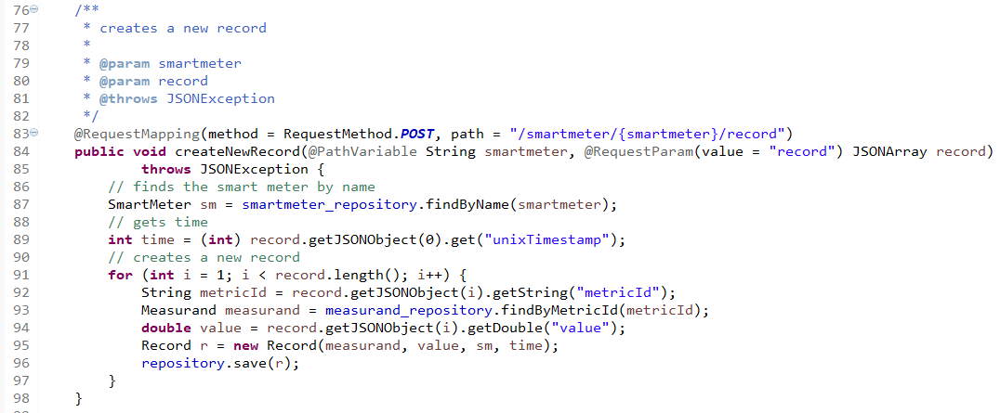 76 /**
77 * creates a new record
78 *
79 * @param smartmeter
80 * @param record
81 * @throws JSONException
82 */
83 @RequestMapping(method = RequestMethod.POST, path = "/smartmeter/{smartmeter}/record")
84 public void createNewRecord(@PathVariable String smartmeter, @RequestParam(value = "record") JSONArray record)
85 throws JSONException {
86 // finds the smart meter by name
87 SmartMeter sm = smartmeter_repository.findByName(smartmeter);
88 // gets time
89 int time = (int) record.getJSONObject(0).get("unixTimestamp");
90 // creates a new record
91 for (int i = 1; i < record.length(); i++) {
92 String metricId = record.getJSONObject(i).getString("metricId");
93 Measurand measurand = measurand_repository.findByMetricId(metricId);
94 double value = record.getJSONObject(i).getDouble("value");
95 Record r = new Record(measurand, value, sm, time);
96 repository.save(r);
97 }
98 }